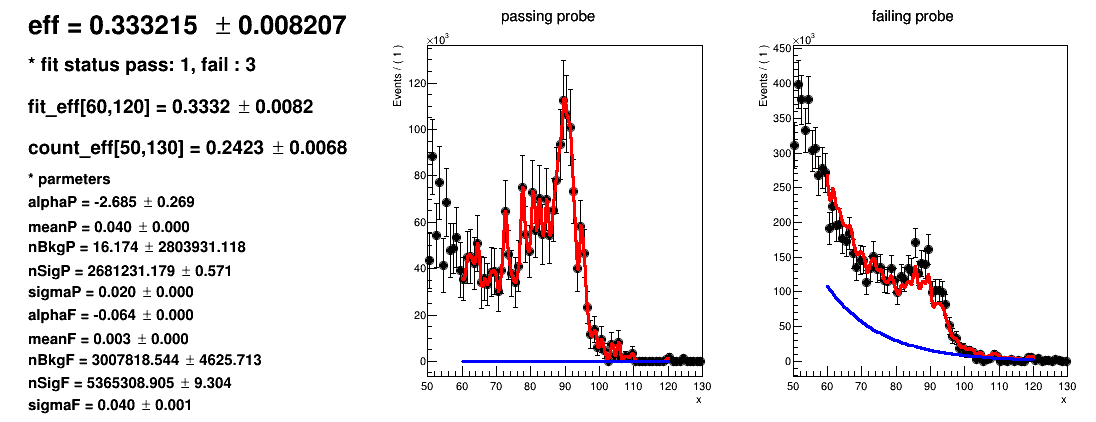 eff = 0.333215 ± 0.008207
* fit status pass: 1, fail : 3
fit_eff[60,120] = 0.3332 ± 0.0082
count_eff[50,130] = 0.2423 ± 0.0068
* parmeters
alphaP = -2.685 ± 0.269
meanP = 0.040 ± 0.000
nBkgP = 16.174 ± 2803931.118
nSigP = 2681231.179 ± 0.571
sigmaP = 0.020 ± 0.000
alphaF = -0.064 ± 0.000
meanF = 0.003 ± 0.000
nBkgF = 3007818.544 ± 4625.713
nSigF = 5365308.905 ± 9.304
sigmaF = 0.040 ± 0.001
passing probe
×10³
Events / ( 1 )
120
100
80
60
40
20
0
50 60 70 80 90 100 110 120 130
x
failing probe
×10³
Events / ( 1 )
450
400
350
300
250
200
150
100
50
0
50 60 70 80 90 100 110 120 130
x